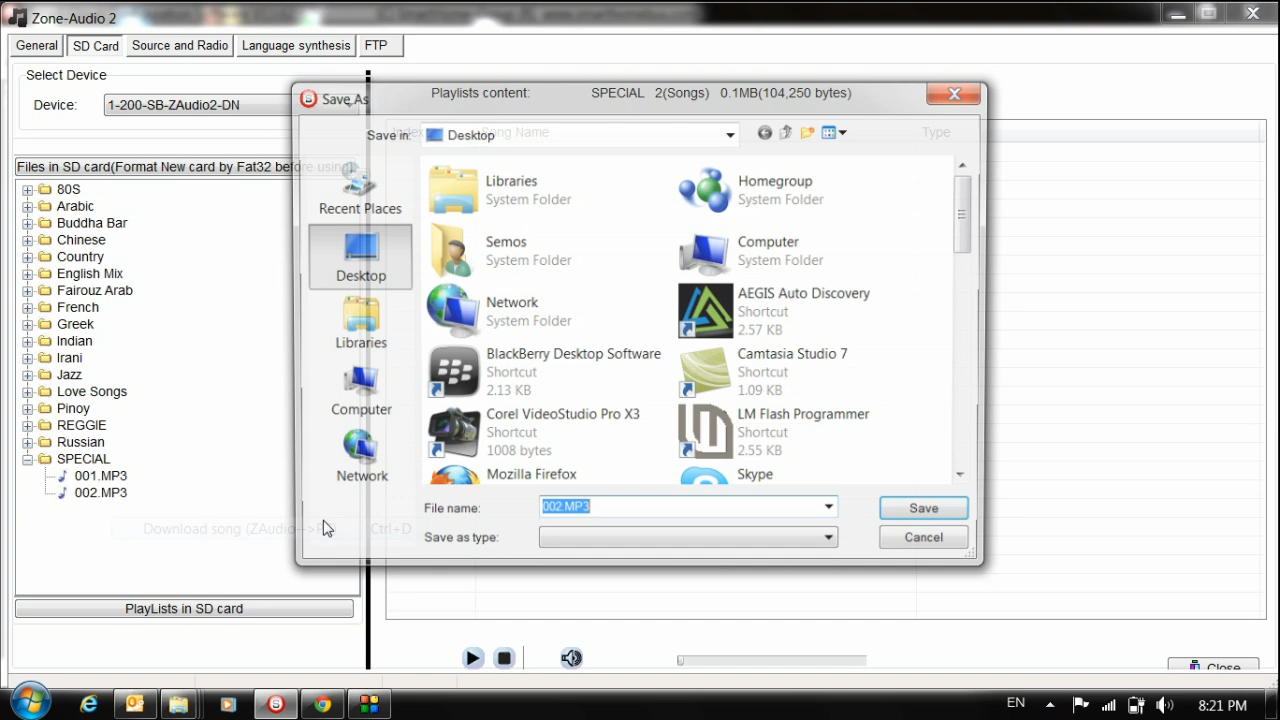 Zone-Audio 2
General
SD Card
Source and Radio
Language synthesis
FTP
Select Device
Device:
1-200-SB-ZAudio2-DN
Files in SD card(Format New card by Fat32 before using)
80S
Arabic
Buddha Bar
Chinese
Country
English Mix
Fairouz Arab
French
Greek
Indian
Irani
Jazz
Love Songs
Pinoy
REGGIE
Russian
SPECIAL
001.MP3
002.MP3
Download song (ZAudio-->P
Ctrl+D
PlayLists in SD card
Save As
Playlists content:
SPECIAL 2(Songs) 0.1MB(104,250 bytes)
Save in:
Desktop
Song Name
Type
Recent Places
Desktop
Libraries
Computer
Network
Libraries
System Folder
Homegroup
System Folder
Semos
System Folder
Computer
System Folder
Network
System Folder
AEGIS Auto Discovery
Shortcut
2.57 KB
BlackBerry Desktop Software
Shortcut
2.13 KB
Camtasia Studio 7
Shortcut
1.09 KB
Corel VideoStudio Pro X3
Shortcut
1008 bytes
LM Flash Programmer
Shortcut
2.55 KB
Mozilla Firefox
Skype
File name:
002.MP3
Save
Save as type:
Cancel
Close
EN
8:21 PM